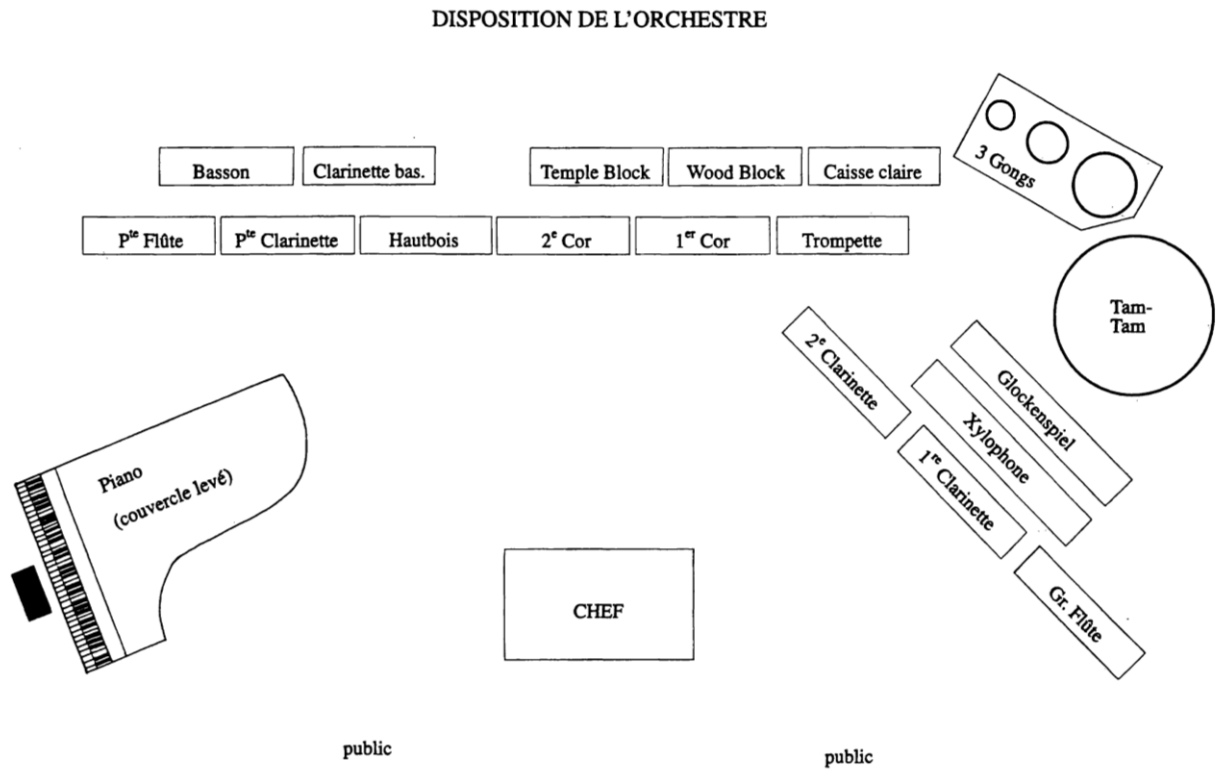 DISPOSITION DE L'ORCHESTRE
3 Gongs
Basson
Clarinette bas.
Temple Block
Wood Block
Caisse claire
Pte Flûte
Pte Clarinette
Hautbois
2e Cor
1er Cor
Trompette
Tam-
Tam
2e Clarinette
Glockenspiel
Xylophone
1re Clarinette
Gr. Flûte
Piano
(couvercle levé)
CHEF
public
public